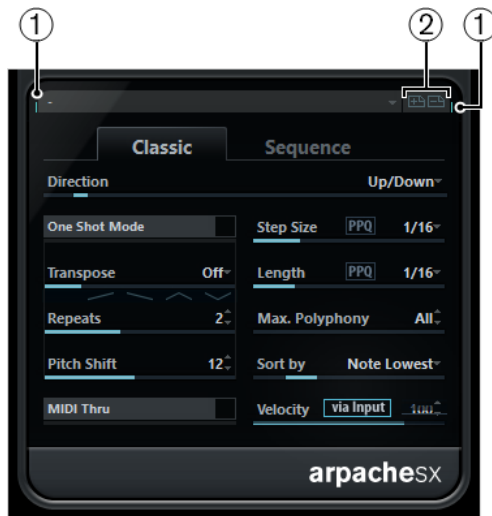 1 2 1
-
Classic Sequence
Direction Up/Down
One Shot Mode Step Size PPQ 1/16
Transpose Off Length PPQ 1/16
Repeats 2 Max. Polyphony All
Pitch Shift 12 Sort by Note Lowest
MIDI Thru Velocity via Input 100
arpachesx